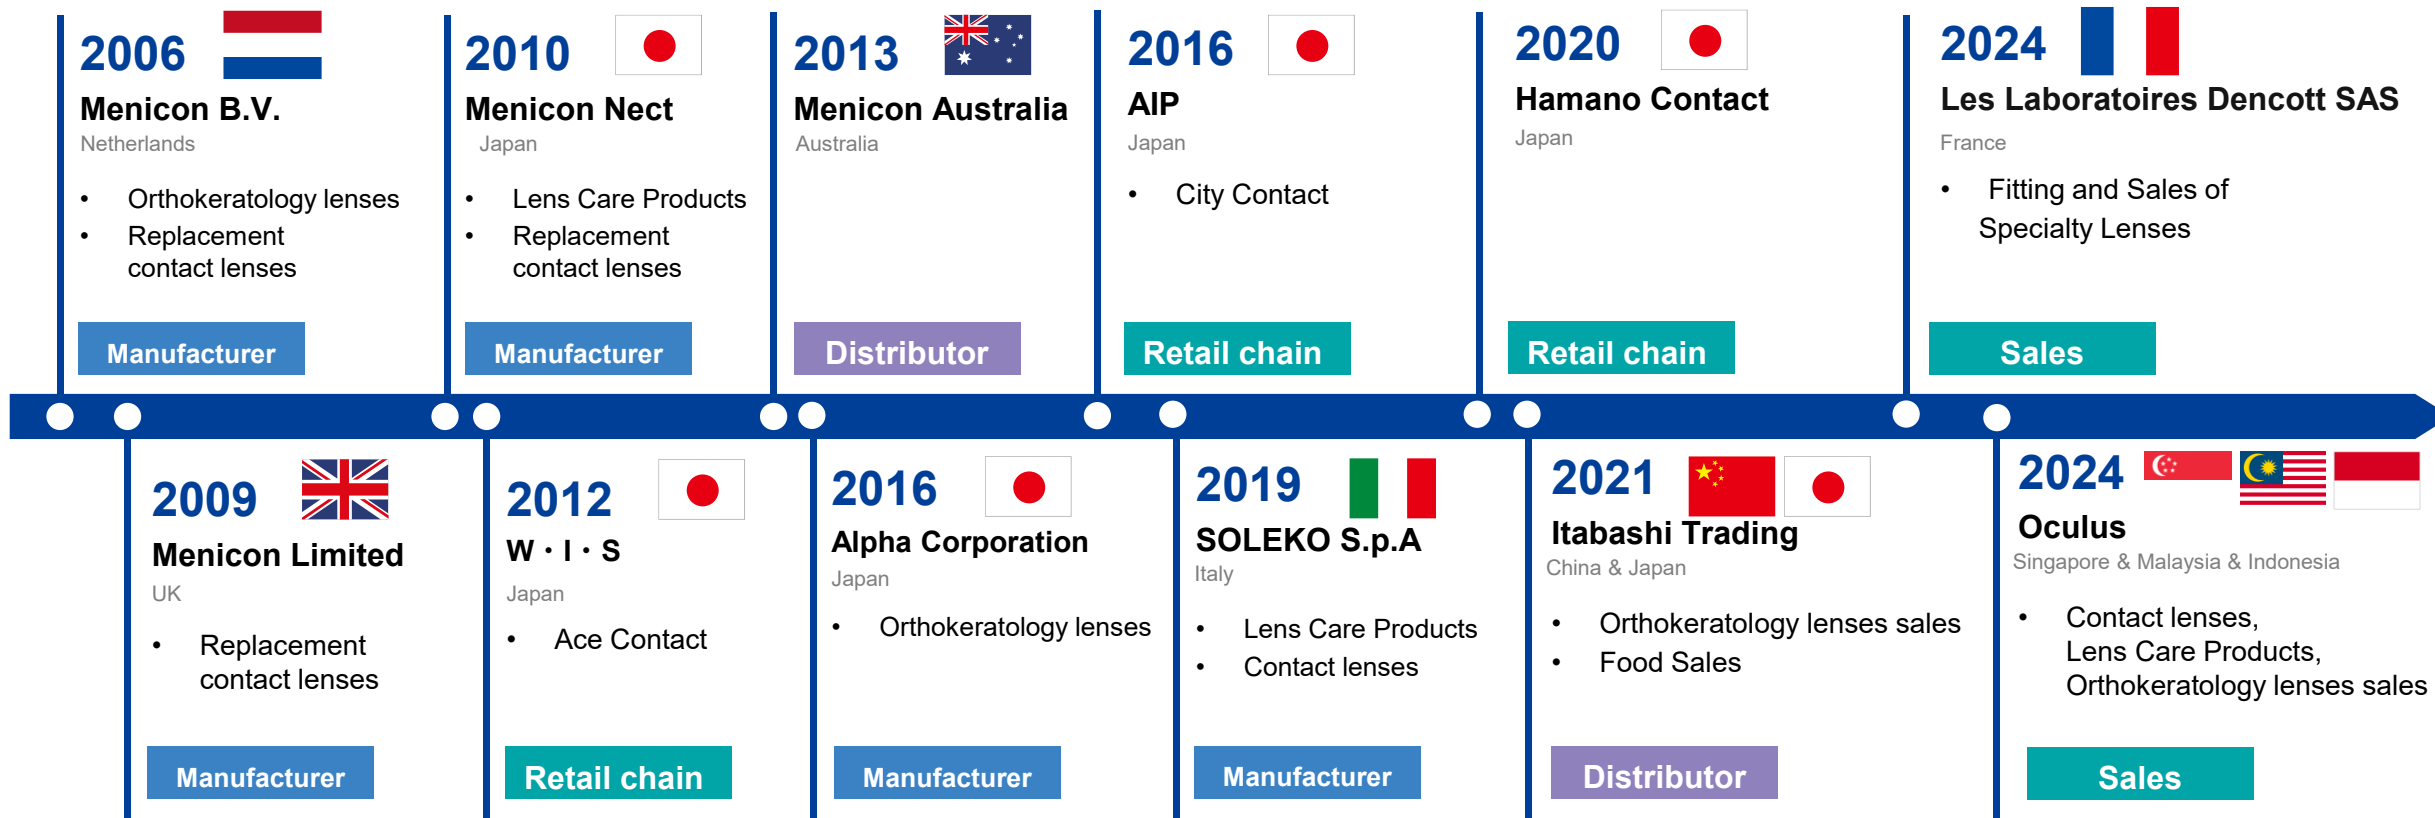 2006
Menicon B.V.
Netherlands
• Orthokeratology lenses
• Replacement
contact lenses
Manufacturer
2010
Menicon Nect
Japan
• Lens Care Products
• Replacement
contact lenses
Manufacturer
2013
Menicon Australia
Australia
Distributor
2016
AIP
Japan
• City Contact
Retail chain
2020
Hamano Contact
Japan
Retail chain
2024
Les Laboratoires Dencott SAS
France
• Fitting and Sales of
Specialty Lenses
Sales
2009
Menicon Limited
UK
• Replacement
contact lenses
Manufacturer
2012
W・I・S
Japan
• Ace Contact
Retail chain
2016
Alpha Corporation
Japan
• Orthokeratology lenses
Manufacturer
2019
SOLEKO S.p.A
Italy
• Lens Care Products
• Contact lenses
Manufacturer
2021
Itabashi Trading
China & Japan
• Orthokeratology lenses sales
• Food Sales
Distributor
2024
Oculus
Singapore & Malaysia & Indonesia
• Contact lenses,
Lens Care Products,
Orthokeratology lenses sales
Sales